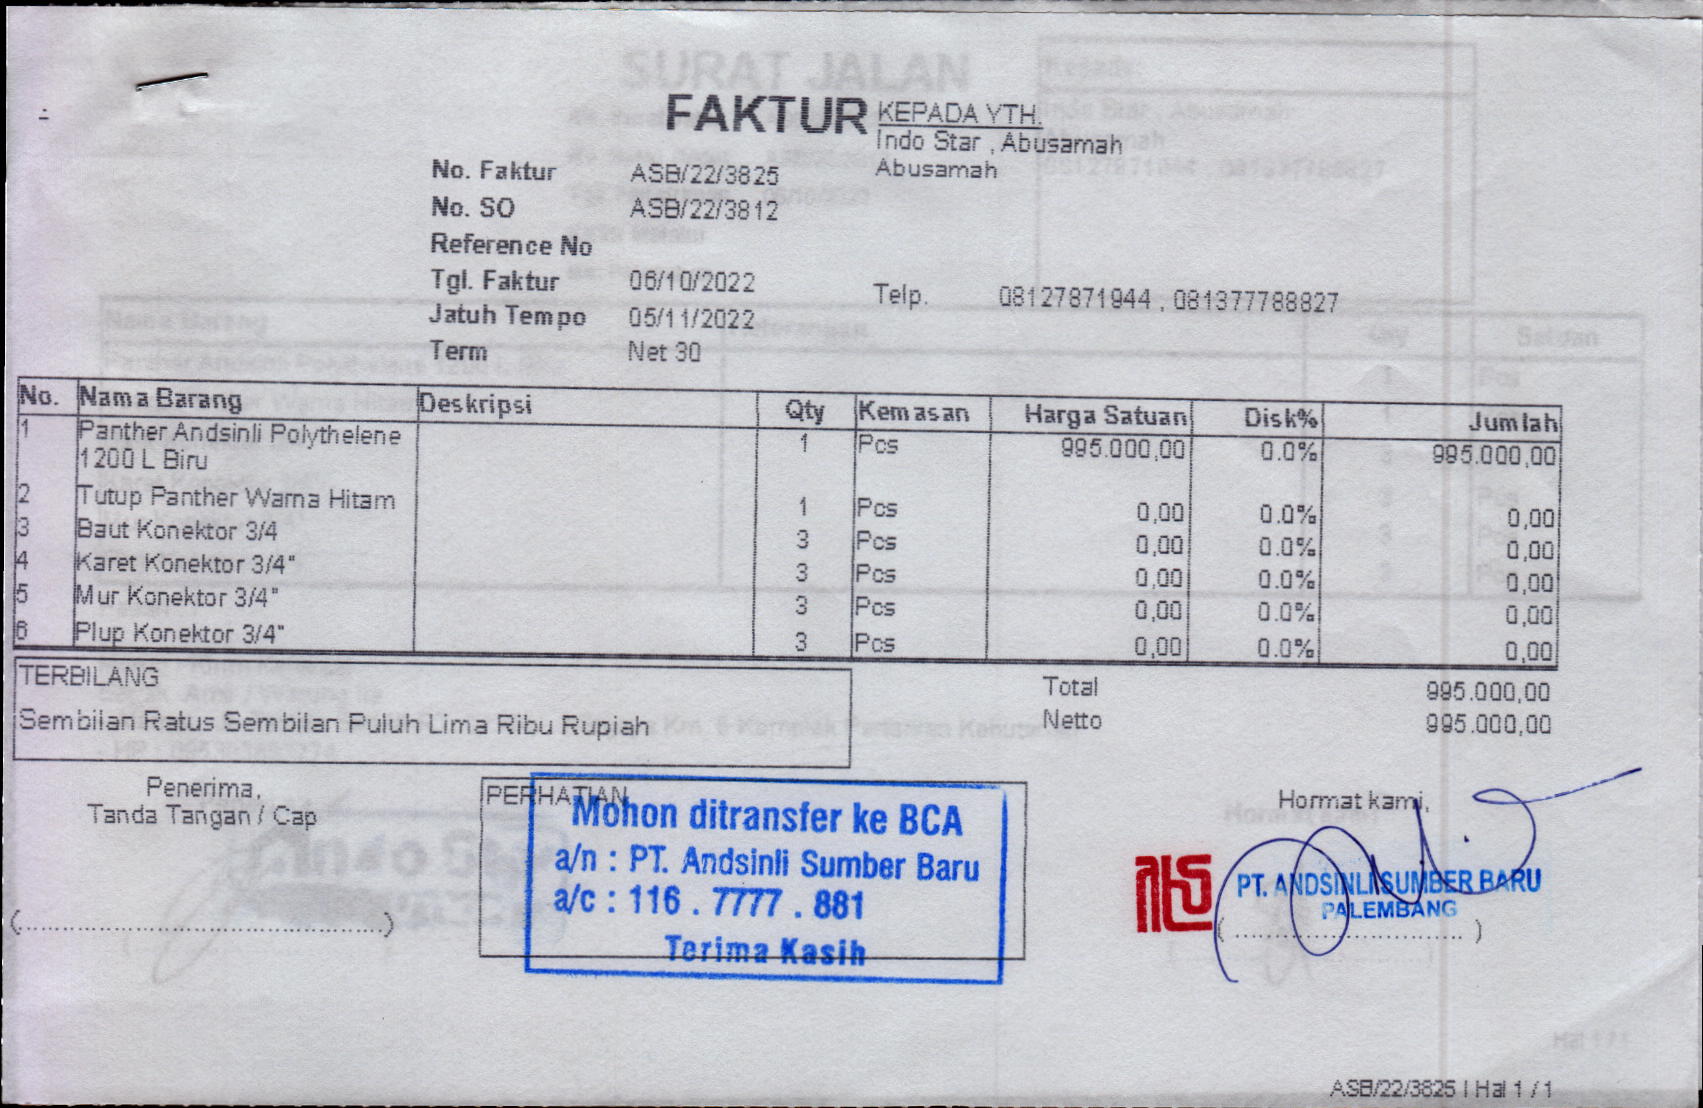 FAKTUR
KEPADA YTH.
Indo Star , Abusamah
Abusamah
No. Faktur ASB/22/3825
No. SO ASB/22/3812
Reference No
Tgl. Faktur 06/10/2022
Telp. 08127871944 , 081377788827
Jatuh Tempo 05/11/2022
Term Net 30
No. Nama Barang Deskripsi Qty Kemasan Harga Satuan Disk% Jumlah
1 Panther Andsinli Polythelene 1 Pcs 995.000,00 0.0% 995.000,00
1200 L Biru
2 Tutup Panther Warna Hitam 1 Pcs 0,00 0.0% 0,00
3 Baut Konektor 3/4 3 Pcs 0,00 0.0% 0,00
4 Karet Konektor 3/4" 3 Pcs 0,00 0.0% 0,00
5 Mur Konektor 3/4" 3 Pcs 0,00 0.0% 0,00
6 Plup Konektor 3/4" 3 Pcs 0,00 0.0% 0,00
TERBILANG
Sembilan Ratus Sembilan Puluh Lima Ribu Rupiah
Total 995.000,00
Netto 995.000,00
Penerima,
Tanda Tangan / Cap
(............................................)
PERHATIAN
Mohon ditransfer ke BCA
a/n : PT. Andsinli Sumber Baru
a/c : 116 . 7777 . 881
Terima Kasih
Hormat kami,
PT. ANDSINLI SUMBER BARU
PALEMBANG
(............................)
ASB/22/3825 | Hal 1 / 1